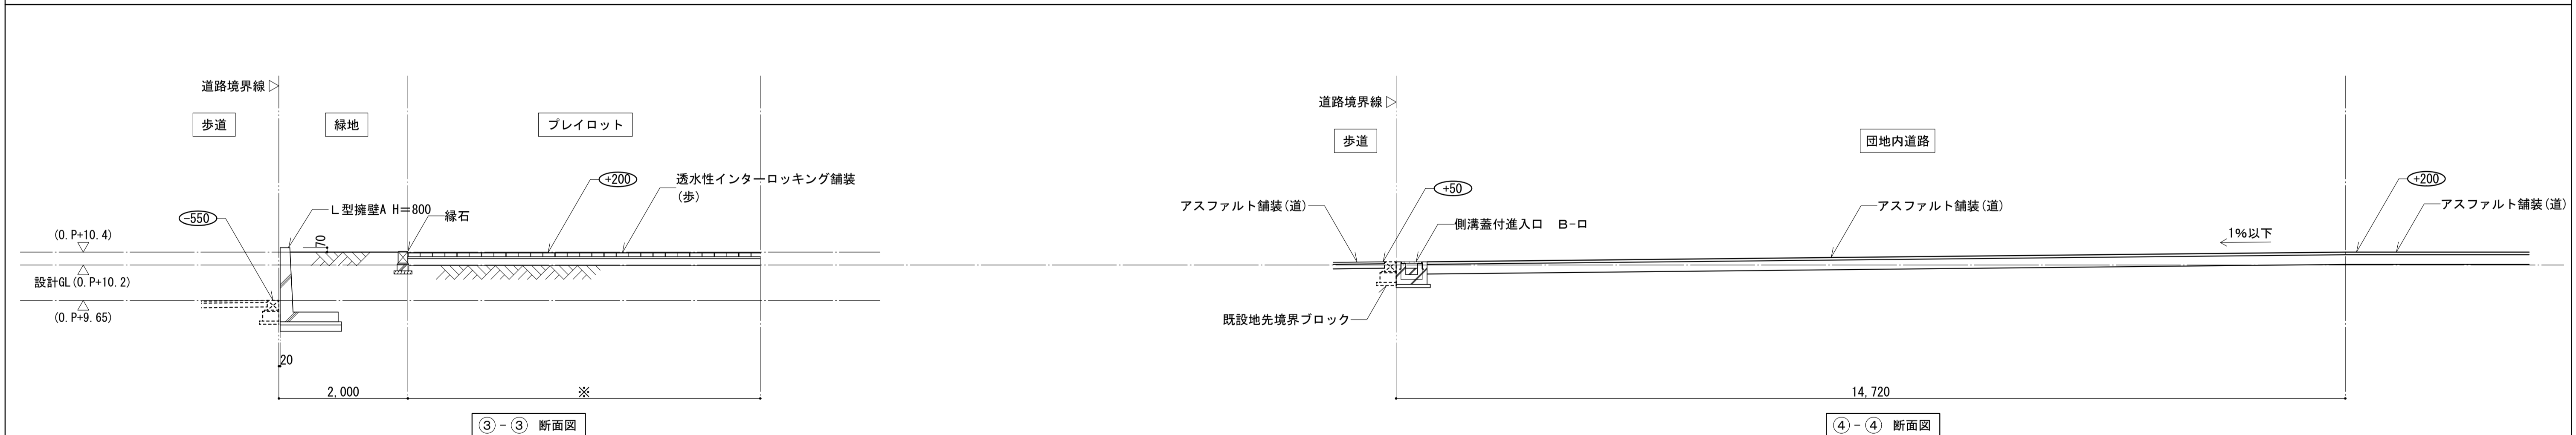 道路境界線
歩道
緑地
プレイロット
+200
透水性インターロッキング舗装
(歩)
-550
L型擁壁A H=800
縁石
70
(O.P+10.4)
設計GL(O.P+10.2)
(O.P+9.65)
20
2,000
※
③-③ 断面図
道路境界線
歩道
団地内道路
+50
+200
アスファルト舗装(道)
側溝蓋付進入口 B-ロ
アスファルト舗装(道)
アスファルト舗装(道)
1%以下
既設地先境界ブロック
14,720
④-④ 断面図